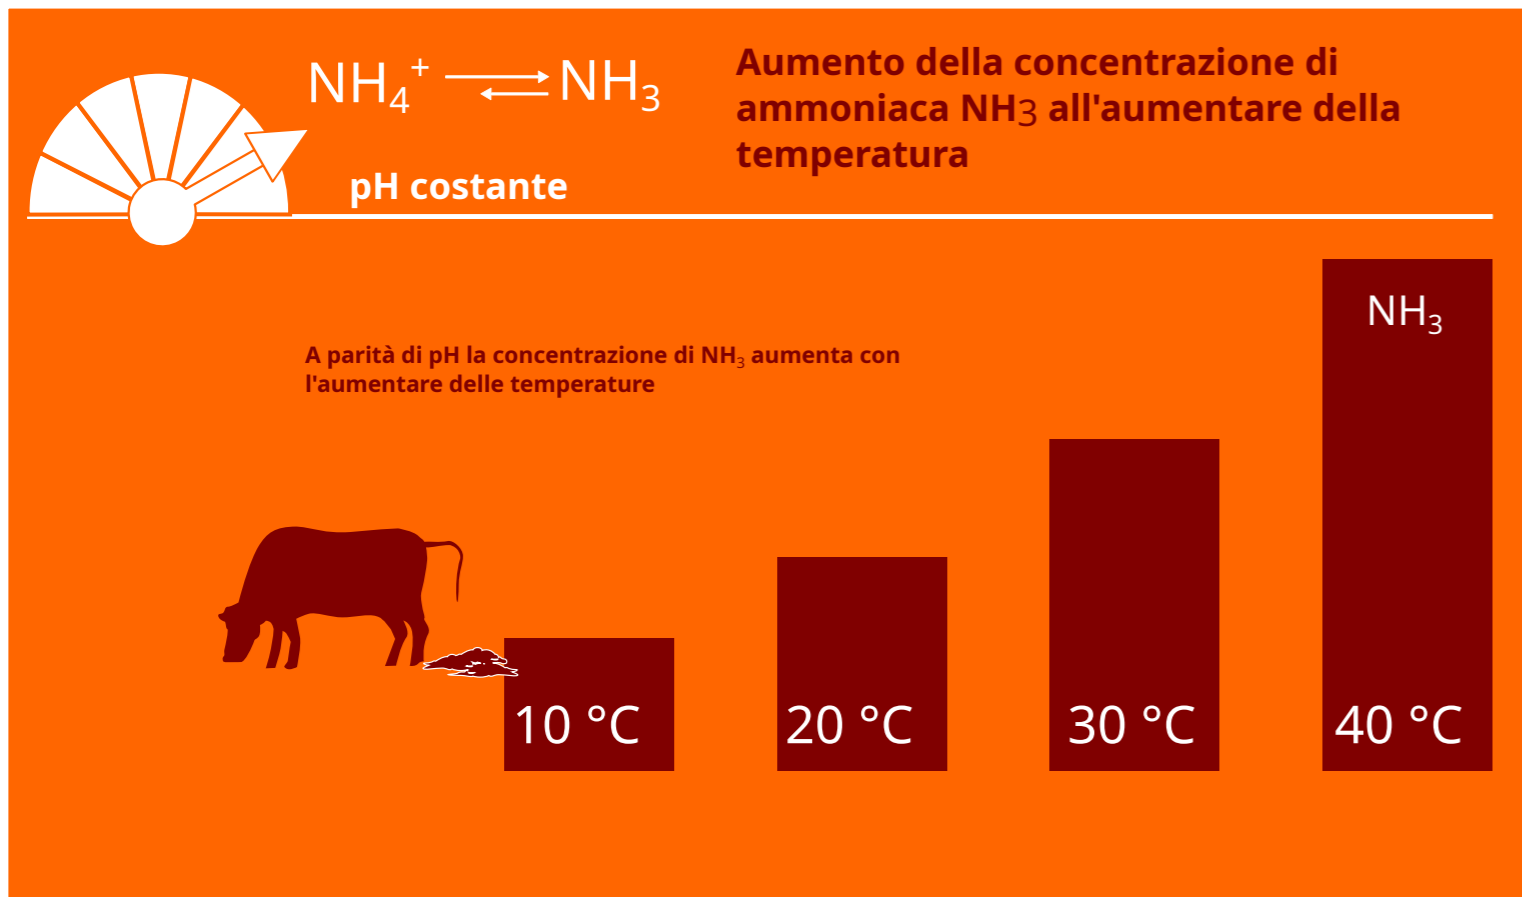 NH₄⁺ ⇄ NH₃
pH costante
Aumento della concentrazione di
ammoniaca NH₃ all'aumentare della
temperatura
A parità di pH la concentrazione di NH₃ aumenta con
l'aumentare delle temperature
NH₃
10 °C
20 °C
30 °C
40 °C